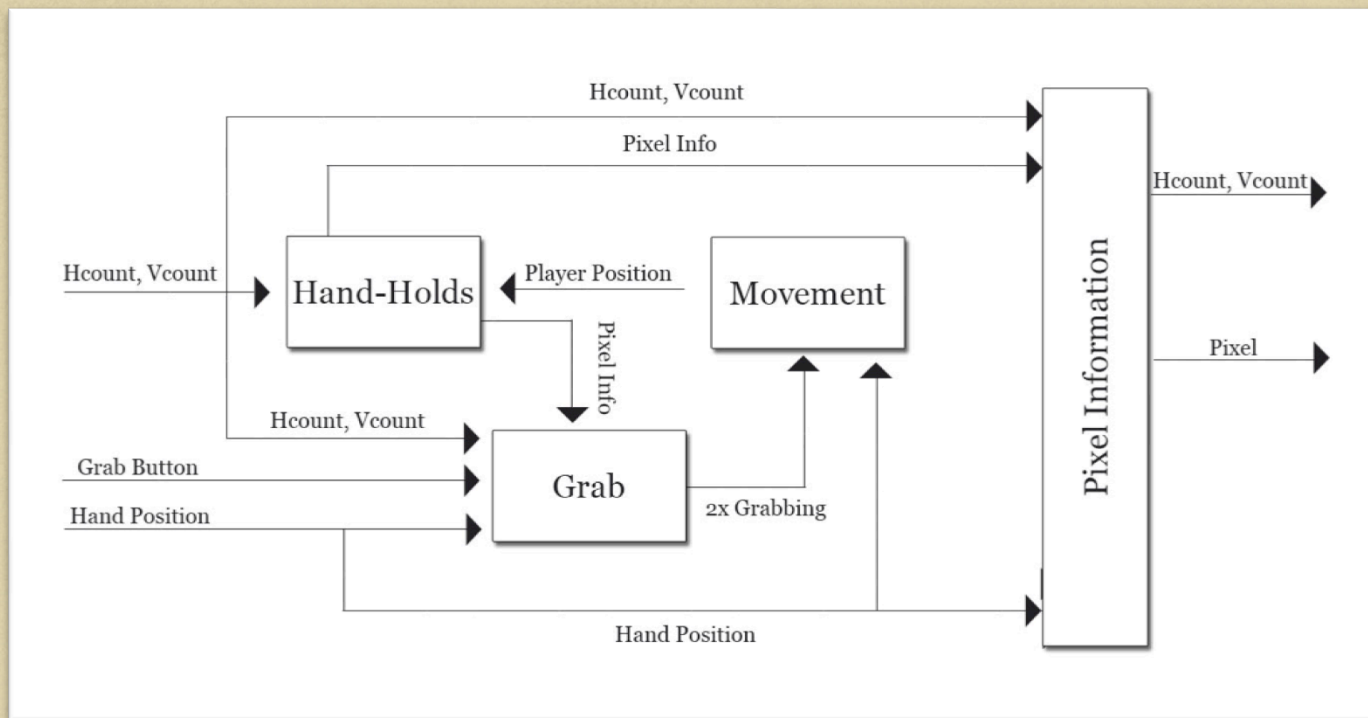 Hcount, Vcount
Pixel Info
Hcount, Vcount
Hcount, Vcount
Hand-Holds
Player Position
Movement
Pixel Info
Pixel Information
Pixel
Hcount, Vcount
Grab Button
Grab
Hand Position
2x Grabbing
Hand Position